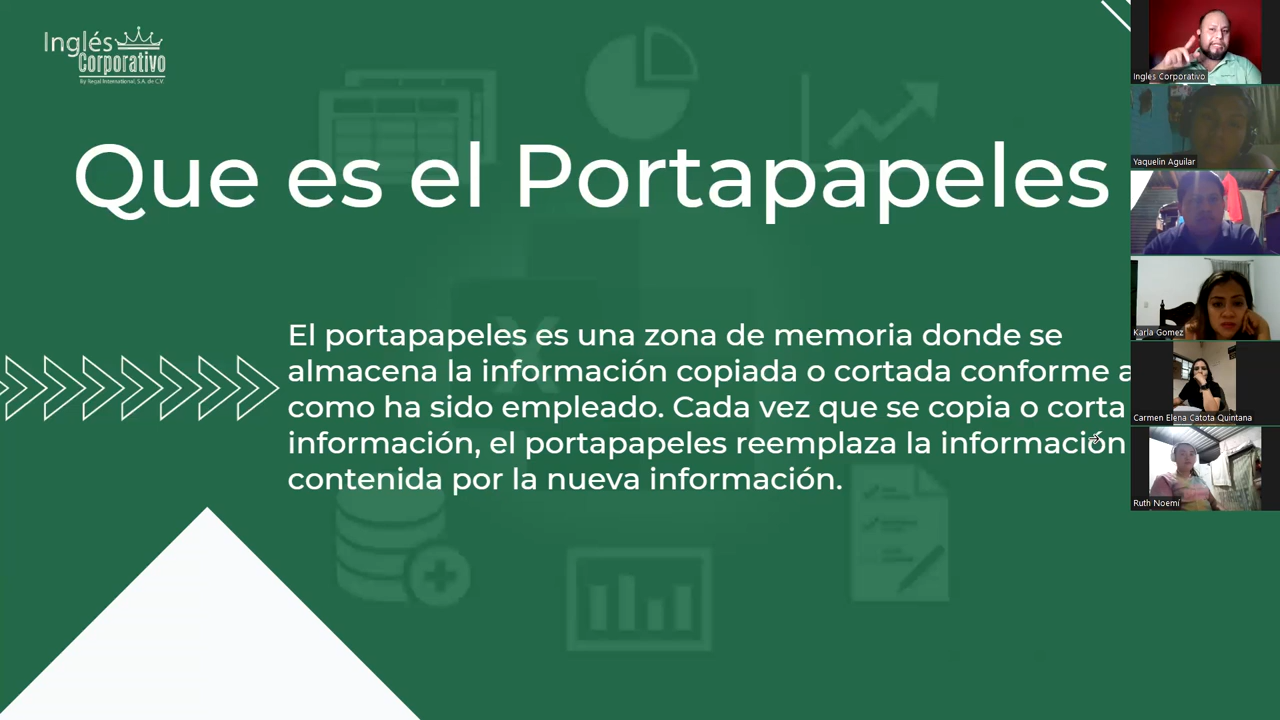 Inglés
Corporativo
By Regal International, S.A. de C.V.
Que es el Portapapeles
El portapapeles es una zona de memoria donde se
almacena la información copiada o cortada conforme a
como ha sido empleado. Cada vez que se copia o corta
información, el portapapeles reemplaza la información
contenida por la nueva información.
Ingles Corporativo
Yaquelin Aguilar
Karla Gomez
Carmen Elena Catota Quintana
Ruth Noemí